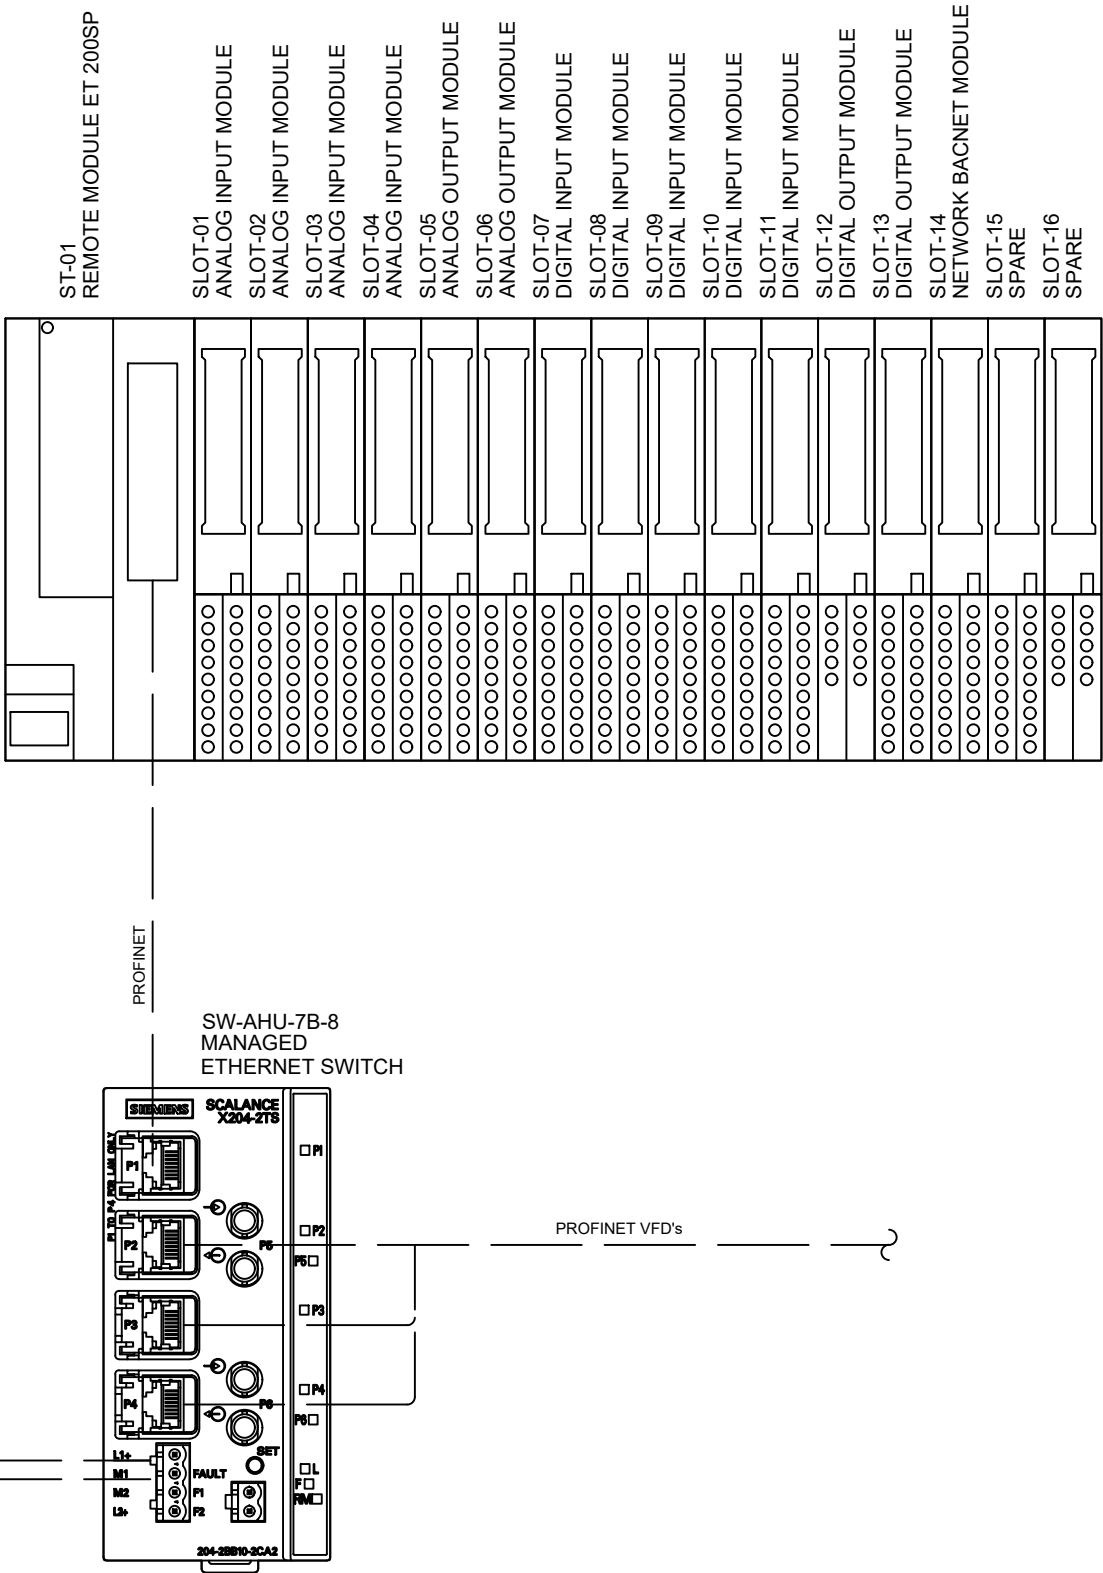 ST-01
REMOTE MODULE ET 200SP
SLOT-01
ANALOG INPUT MODULE
SLOT-02
ANALOG INPUT MODULE
SLOT-03
ANALOG INPUT MODULE
SLOT-04
ANALOG INPUT MODULE
SLOT-05
ANALOG OUTPUT MODULE
SLOT-06
ANALOG OUTPUT MODULE
SLOT-07
DIGITAL INPUT MODULE
SLOT-08
DIGITAL INPUT MODULE
SLOT-09
DIGITAL INPUT MODULE
SLOT-10
DIGITAL INPUT MODULE
SLOT-11
DIGITAL INPUT MODULE
SLOT-12
DIGITAL OUTPUT MODULE
SLOT-13
DIGITAL OUTPUT MODULE
SLOT-14
NETWORK BACNET MODULE
SLOT-15
SPARE
SLOT-16
SPARE
PROFINET
SW-AHU-7B-8
MANAGED
ETHERNET SWITCH
SIEMENS
SCALANCE
X204-2TS
P1 TO P4 FOR LAN ONLY
P1
P1
P2
P5
P2
P5
PROFINET VFD's
P3
P3
P4
P6
P4
P6
SET
L1+
M1
M2
L2+
FAULT
F1
F2
L
F
RM
204-2BB10-2CA2